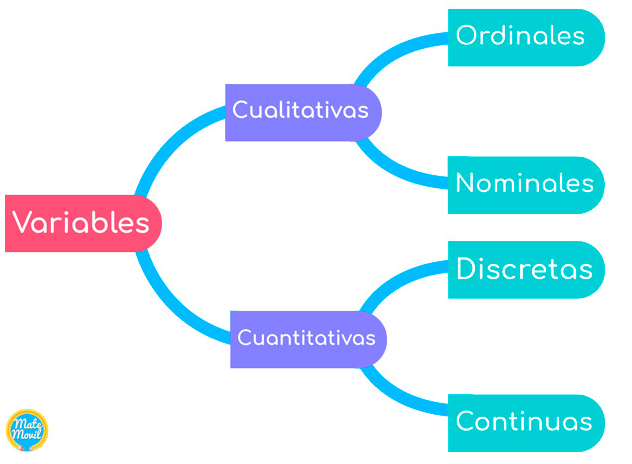 Ordinales
Cualitativas
Nominales
Variables
Discretas
Cuantitativas
Continuas
Mate
Movil